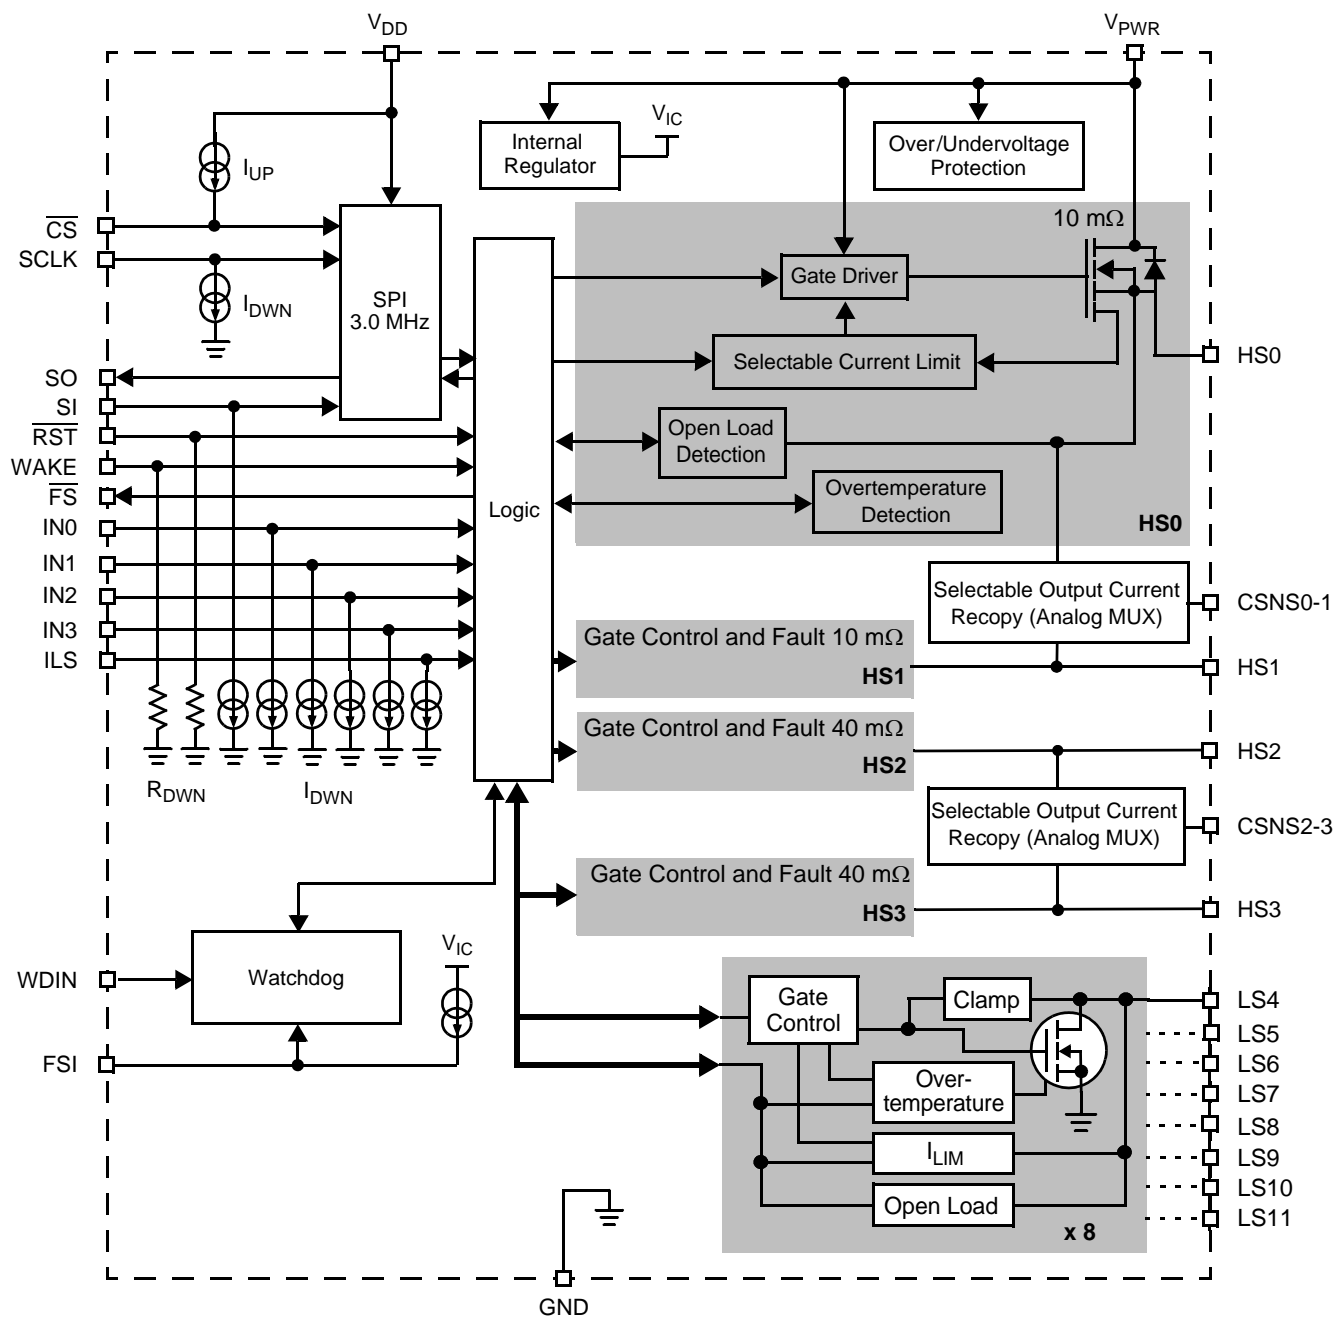 VDD
VPWR
Internal
Regulator
VIC
Over/Undervoltage
Protection
IUP
CS
SCLK
IDWN
SPI
3.0 MHz
SO
SI
RST
WAKE
FS
IN0
IN1
IN2
IN3
ILS
RDWN
IDWN
Logic
10 mΩ
Gate Driver
Selectable Current Limit
Open Load
Detection
Overtemperature
Detection
HS0
HS0
Selectable Output Current
Recopy (Analog MUX)
CSNS0-1
Gate Control and Fault 10 mΩ
HS1
HS1
Gate Control and Fault 40 mΩ
HS2
HS2
Selectable Output Current
Recopy (Analog MUX)
CSNS2-3
Gate Control and Fault 40 mΩ
HS3
HS3
WDIN
Watchdog
VIC
FSI
Gate
Control
Clamp
Over-
temperature
ILIM
Open Load
x 8
LS4
LS5
LS6
LS7
LS8
LS9
LS10
LS11
GND